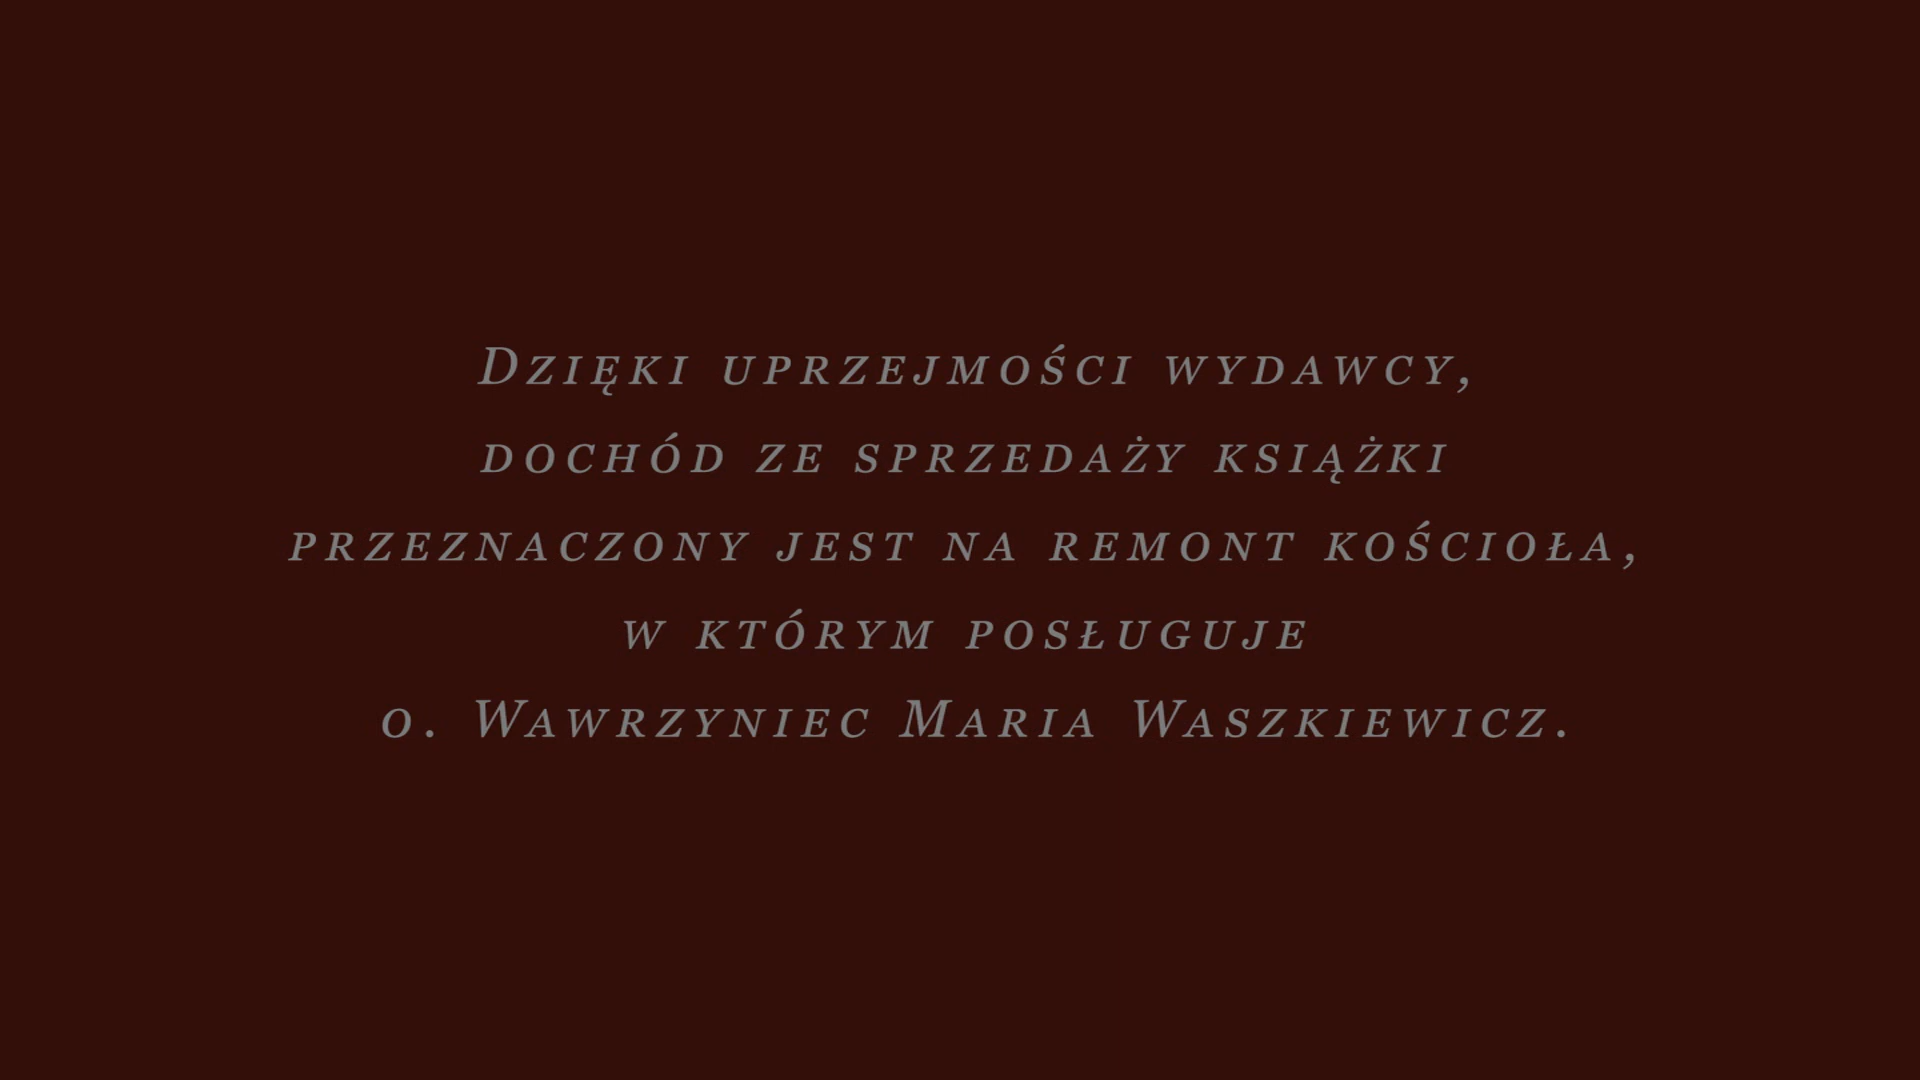 Dzięki uprzejmości wydawcy,
dochód ze sprzedaży książki
przeznaczony jest na remont kościoła,
w którym posługuje
o. Wawrzyniec Maria Waszkiewicz.